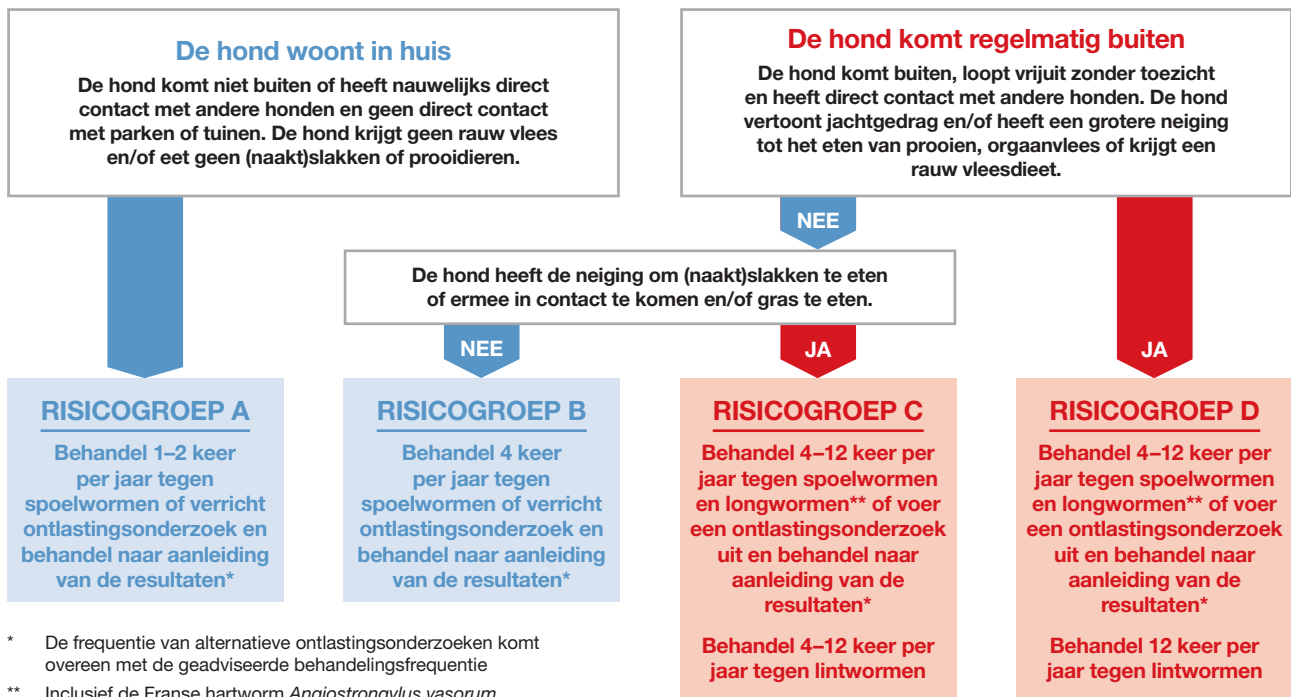 De hond woont in huis
De hond komt niet buiten of heeft nauwelijks direct
contact met andere honden en geen direct contact
met parken of tuinen. De hond krijgt geen rauw vlees
en/of eet geen (naakt)slakken of prooidieren.
De hond komt regelmatig buiten
De hond komt buiten, loopt vrijuit zonder toezicht
en heeft direct contact met andere honden. De hond
vertoont jachtgedrag en/of heeft een grotere neiging
tot het eten van prooien, orgaanvlees of krijgt een
rauw vleesdieet.
NEE
De hond heeft de neiging om (naakt)slakken te eten
of ermee in contact te komen en/of gras te eten.
NEE
JA
JA
RISICOGROEP A
Behandel 1–2 keer
per jaar tegen
spoelwormen of verricht
ontlastingsonderzoek en
behandel naar aanleiding
van de resultaten*
RISICOGROEP B
Behandel 4 keer
per jaar tegen
spoelwormen of verricht
ontlastingsonderzoek en
behandel naar aanleiding
van de resultaten*
RISICOGROEP C
Behandel 4–12 keer per
jaar tegen spoelwormen
en longwormen** of voer
een ontlastingsonderzoek
uit en behandel naar
aanleiding van de
resultaten*
Behandel 4–12 keer per
jaar tegen lintwormen
RISICOGROEP D
Behandel 4–12 keer per
jaar tegen spoelwormen
en longwormen** of voer
een ontlastingsonderzoek
uit en behandel naar
aanleiding van de
resultaten*
Behandel 12 keer per
jaar tegen lintwormen
* De frequentie van alternatieve ontlastingsonderzoeken komt
overeen met de geadviseerde behandelingsfrequentie
** Inclusief de Franse hartworm Angiostrongylus vasorum